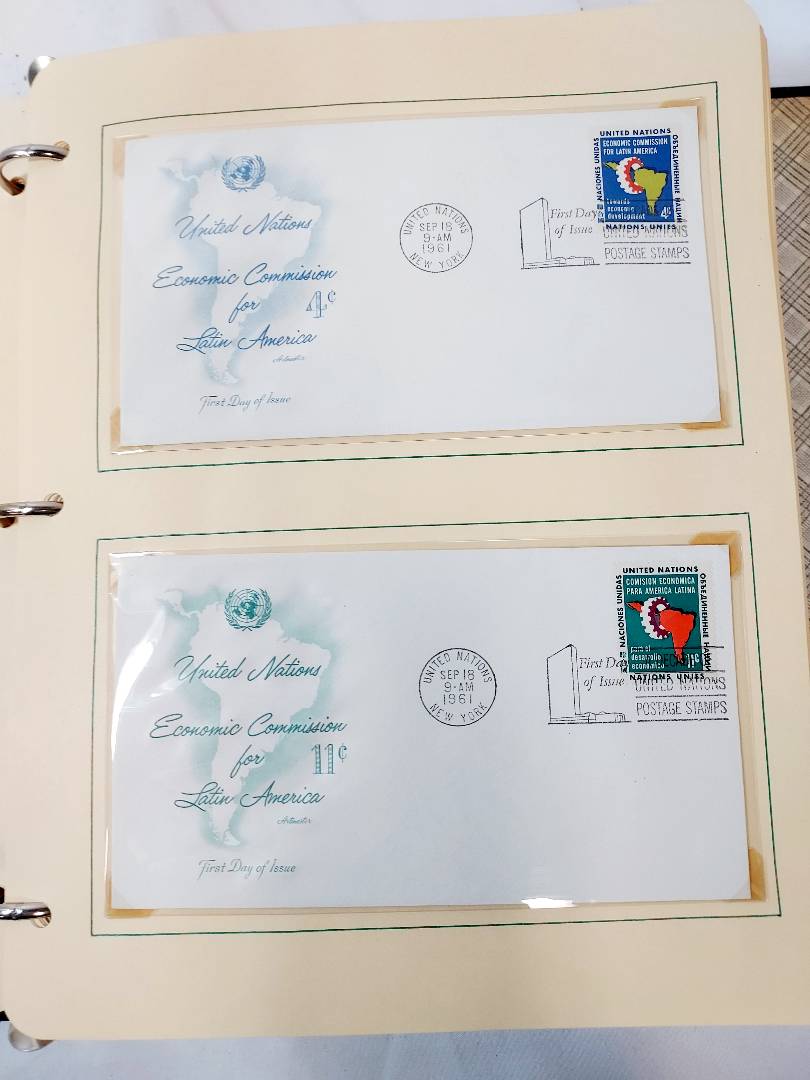 United Nations
Economic Commission
for 4¢
Latin America
Artmaster
First Day of Issue
UNITED NATIONS
SEP 18
9-AM
1961
NEW YORK
First Day
of Issue
UNITED NATIONS
POSTAGE STAMPS
UNITED NATIONS
NACIONES UNIDAS
ECONOMIC COMMISSION
FOR LATIN AMERICA
ОБЪЕДИНЕННЫЕ НАЦИИ
towards
economic
development
4¢
NATIONS UNIES
United Nations
Economic Commission
for 11¢
Latin America
Artmaster
First Day of Issue
UNITED NATIONS
SEP 18
9-AM
1961
NEW YORK
First Day
of Issue
UNITED NATIONS
POSTAGE STAMPS
UNITED NATIONS
NACIONES UNIDAS
COMISION ECONOMICA
PARA AMERICA LATINA
ОБЪЕДИНЕННЫЕ НАЦИИ
para el
desarrollo
economico
11¢
NATIONS UNIES